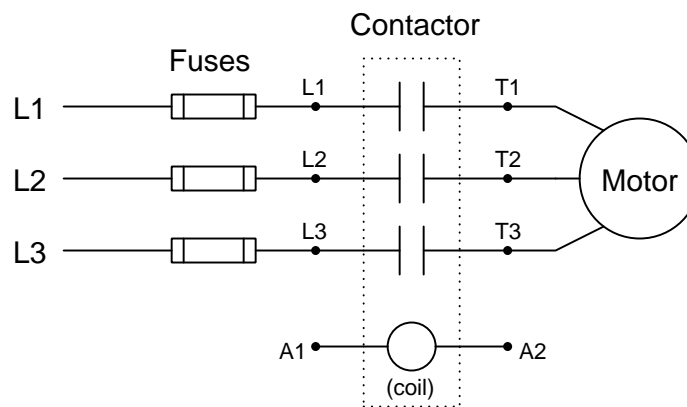 Contactor
Fuses
L1 L1 T1
L2 L2 T2 Motor
L3 L3 T3
A1 A2
(coil)